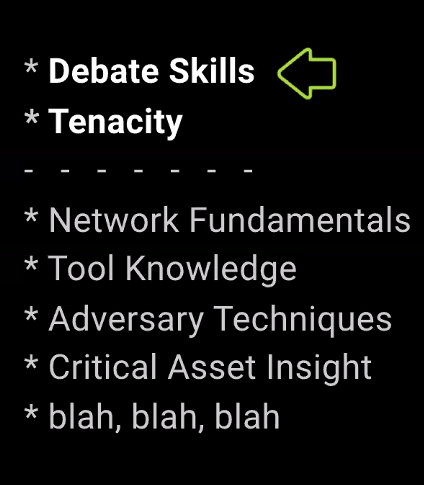 * Debate Skills
* Tenacity
- - - - - - -
* Network Fundamentals
* Tool Knowledge
* Adversary Techniques
* Critical Asset Insight
* blah, blah, blah